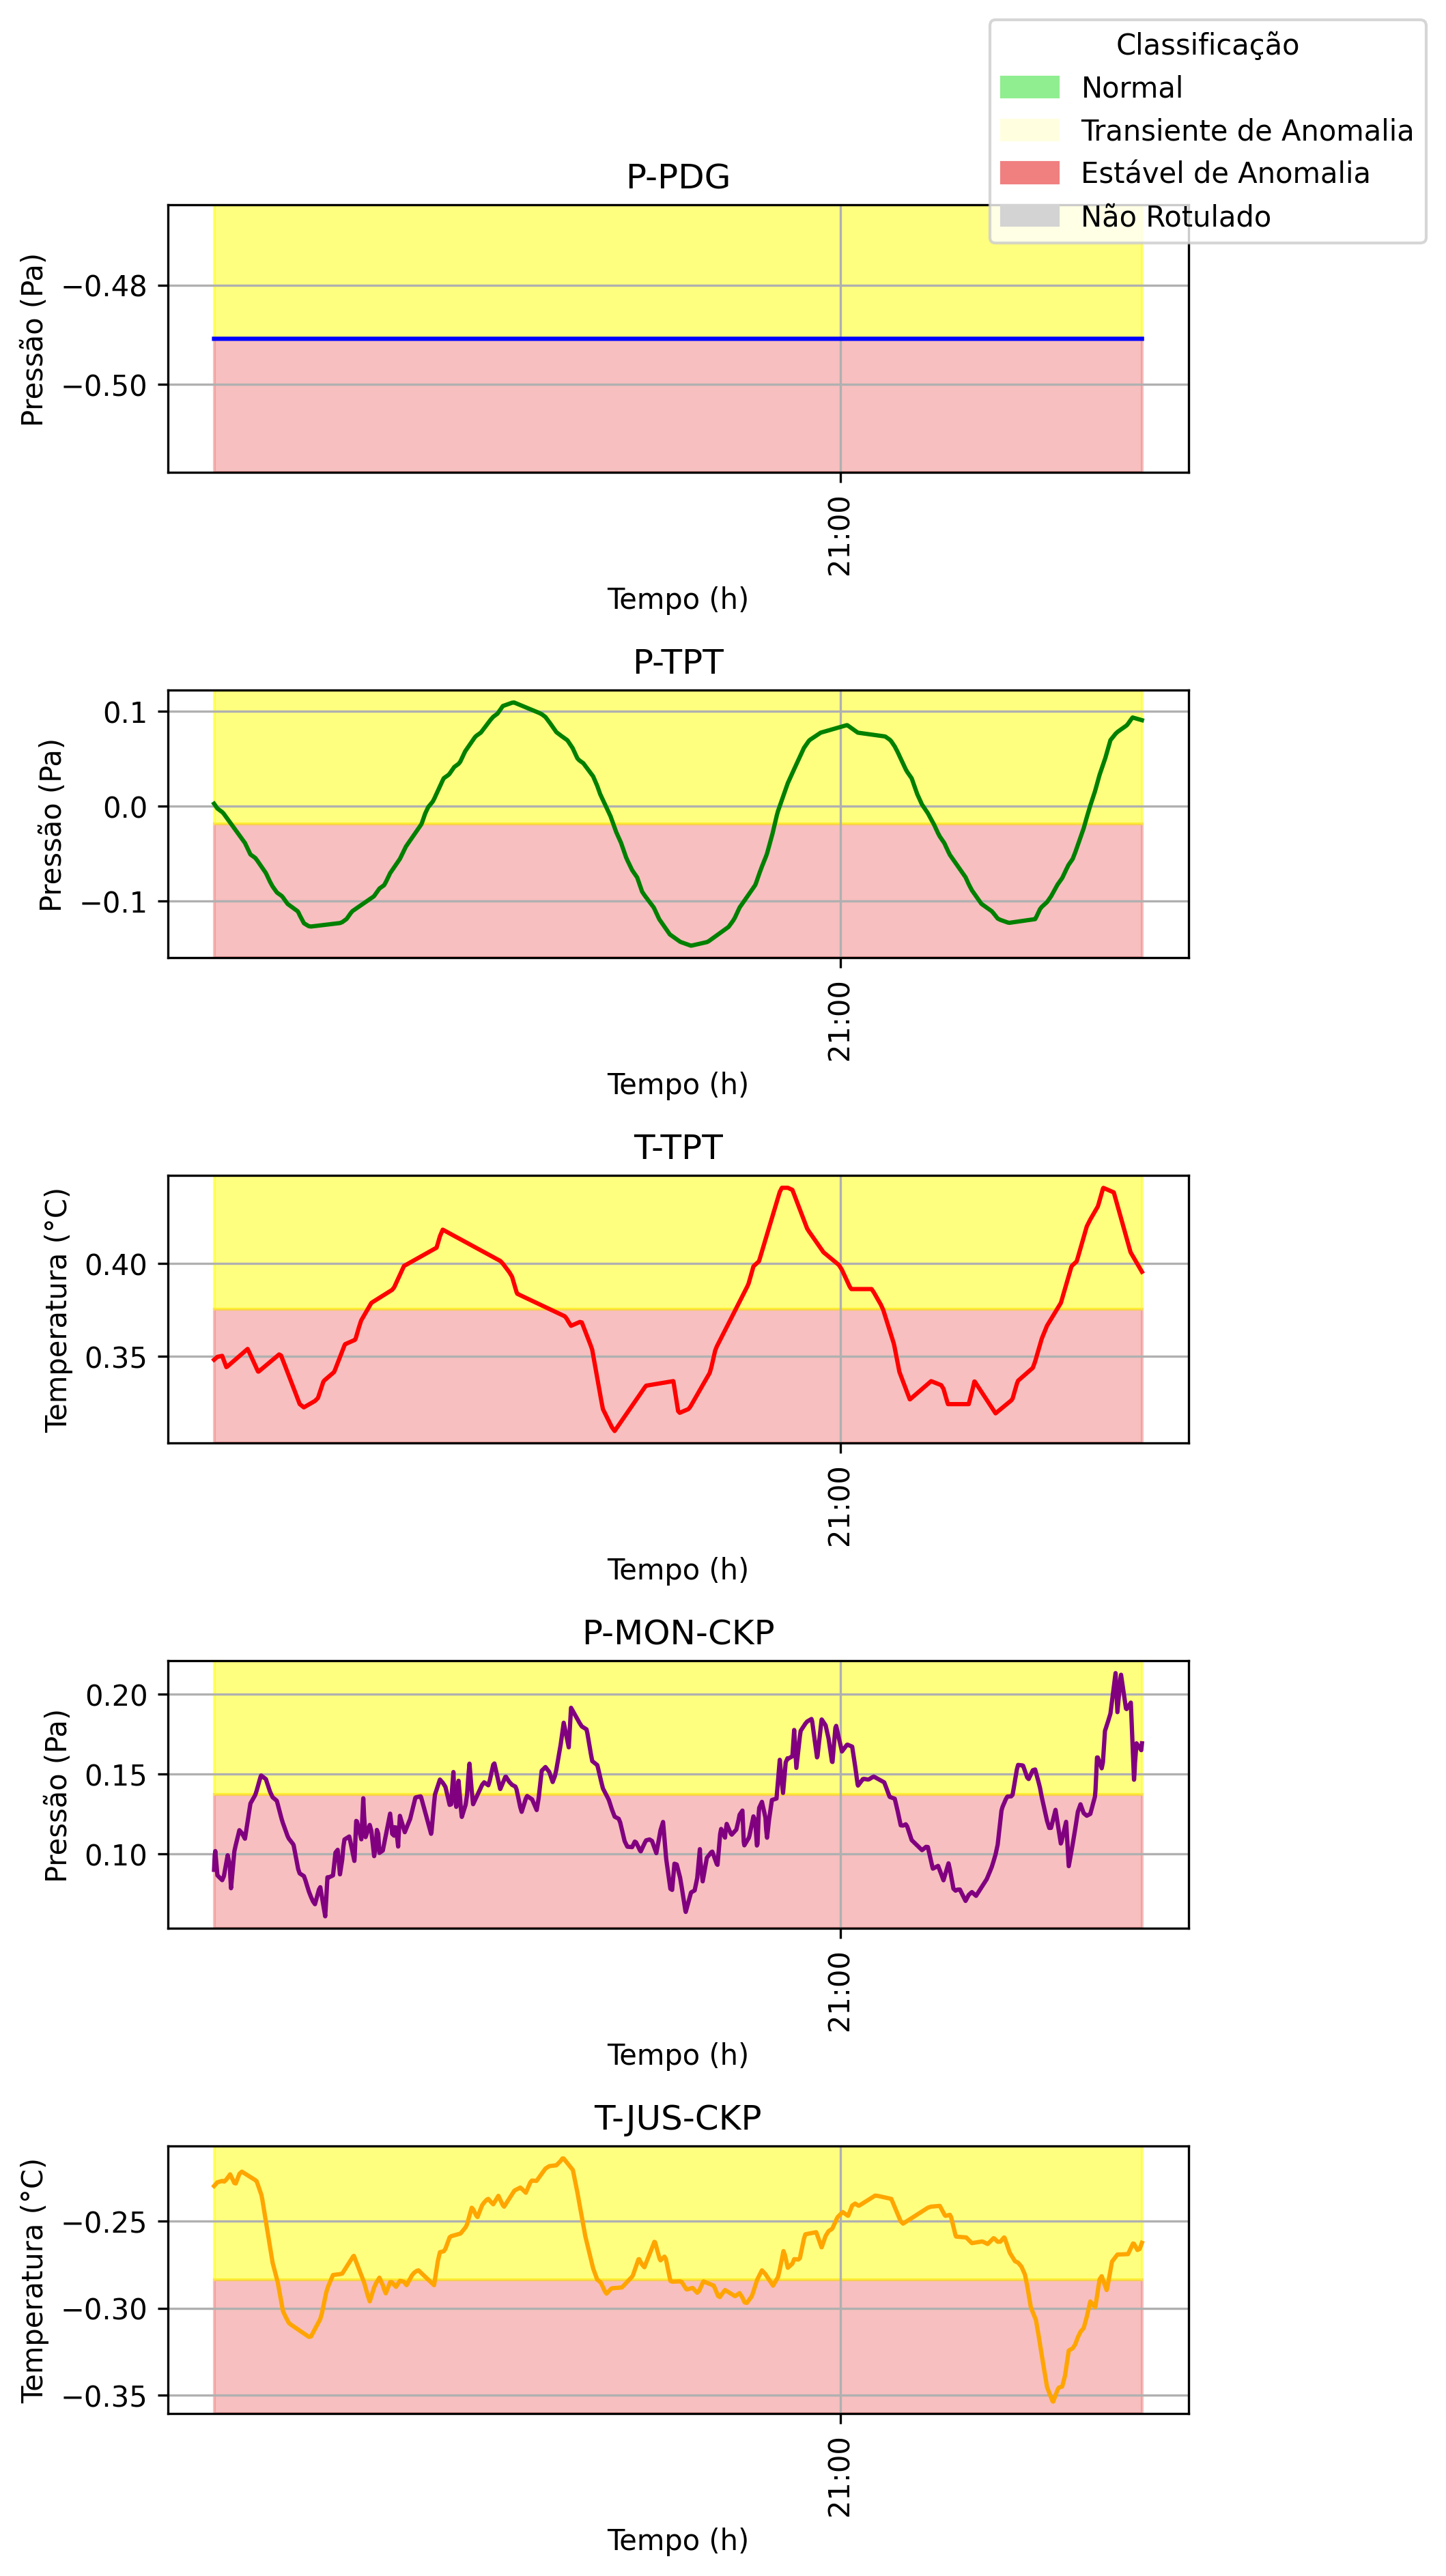 Classificação
Normal
Transiente de Anomalia
Estável de Anomalia
Não Rotulado
P-PDG
Pressão (Pa)
−0.48
−0.50
21:00
Tempo (h)
P-TPT
Pressão (Pa)
0.1
0.0
−0.1
21:00
Tempo (h)
T-TPT
Temperatura (°C)
0.40
0.35
21:00
Tempo (h)
P-MON-CKP
Pressão (Pa)
0.20
0.15
0.10
21:00
Tempo (h)
T-JUS-CKP
Temperatura (°C)
−0.25
−0.30
−0.35
21:00
Tempo (h)